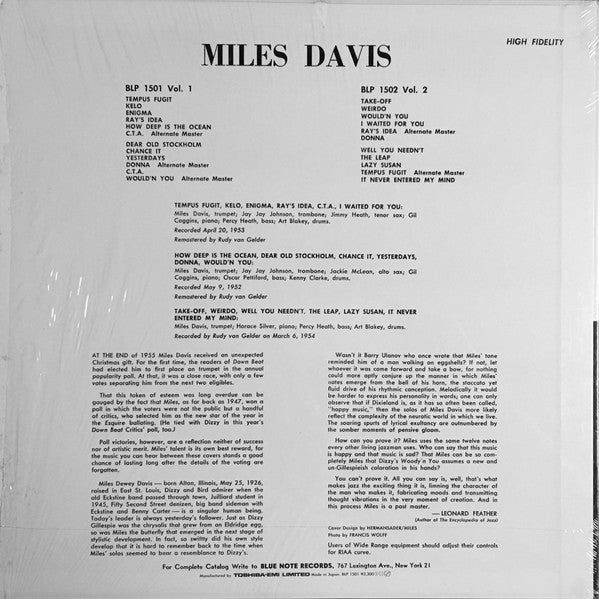 HIGH FIDELITY
MILES DAVIS
BLP 1501 Vol. 1
TEMPUS FUGIT
KELO
ENIGMA
RAY'S IDEA
HOW DEEP IS THE OCEAN
C.T.A. Alternate Master
DEAR OLD STOCKHOLM
CHANCE IT
YESTERDAYS
DONNA Alternate Master
C.T.A.
WOULD'N YOU Alternate Master
BLP 1502 Vol. 2
TAKE-OFF
WEIRDO
WOULD'N YOU
I WAITED FOR YOU
RAY'S IDEA Alternate Master
DONNA
WELL YOU NEEDN'T
THE LEAP
LAZY SUSAN
TEMPUS FUGIT Alternate Master
IT NEVER ENTERED MY MIND
TEMPUS FUGIT, KELO, ENIGMA, RAY'S IDEA, C.T.A., I WAITED FOR YOU:
Miles Davis, trumpet; Jay Jay Johnson, trombone; Jimmy Heath, tenor sax; Gil
Coggins, piano; Percy Heath, bass; Art Blakey, drums.
Recorded April 20, 1953
Remastered by Rudy van Gelder
HOW DEEP IS THE OCEAN, DEAR OLD STOCKHOLM, CHANCE IT, YESTERDAYS,
DONNA, WOULD'N YOU:
Miles Davis, trumpet; Jay Jay Johnson, trombone; Jackie McLean, alto sax; Gil
Coggins, piano; Oscar Pettiford, bass; Kenny Clarke, drums.
Recorded May 9, 1952
Remastered by Rudy van Gelder
TAKE-OFF, WEIRDO, WELL YOU NEEDN'T, THE LEAP, LAZY SUSAN, IT NEVER
ENTERED MY MIND:
Miles Davis, trumpet; Horace Silver, piano; Percy Heath, bass; Art Blakey, drums.
Recorded by Rudy van Gelder on March 6, 1954
AT THE END of 1955 Miles Davis received an unexpected
Christmas gift. For the first time, the readers of Down Beat
had elected him to first place on trumpet in the annual
popularity poll. At that, it was a close race, with only a few
votes separating him from the next two eligibles.
That this token of esteem was long overdue can be
gauged by the fact that Miles, as far back as 1947, won a
poll in which the voters were not the public but a handful
of critics, who selected him as the new star of the year in
the Esquire balloting. (He tied with Dizzy in this year's
Down Beat Critics' poll, too.)
Poll victories, however, are a reflection neither of success
nor of artistic merit. Miles' talent is its own best reward, for
the music you can hear between these covers stands a good
chance of lasting long after the details of the voting are
forgotten.
Miles Dewey Davis — born Alton, Illinois, May 25, 1926,
raised in East St. Louis, Dizzy and Bird admirer when the
old Eckstine band passed through town, Juilliard student in
1945, Fifty Second Street denizen, big band sideman with
Eckstine and Benny Carter — is a singular human being.
Today's leader is always yesterday's follower. Just as Dizzy
Gillespie was the chrysalis that grew from an Eldridge egg,
so was Miles the butterfly that emerged in the next stage of
stylistic development. In fact, so swiftly did his own style
develop that it is hard to remember back to the time when
Miles' solos seemed to bear a resemblance to Dizzy's.
Wasn't it Barry Ulanov who once wrote that Miles' tone
reminded him of a man walking on eggshells? If not, let
whoever it was come forward and take a bow, for nothing
could more aptly conjure up the manner in which Miles'
notes emerge from the bell of his horn, the staccato yet
fluid drive of his rhythmic conception. Melodically it would
be harder to express his personality in words; one can only
observe that if Dixieland is, as it has so often been called,
"happy music," then the solos of Miles Davis more likely
reflect the complexity of the neurotic world in which we live.
The soaring spurts of lyrical exultancy are outnumbered by
the somber moments of pensive gloom.
How can you prove it? Miles uses the same twelve notes
every other living jazzman uses. Who can say that this music
is happy and that music is sad? That Miles can be so com-
pletely Miles that Dizzy's Woody'n You assumes a new and
un-Gillespieish coloration in his hands?
You can't prove it. All you can say is, well, that's what
makes jazz the exciting thing it is, limning the character of
the man who makes it, fabricating moods and transmitting
thought vibrations in the very moment of creation. And in
this process Miles is a past master.
—LEONARD FEATHER
(Author of The Encyclopedia of Jazz)
Cover Design by HERMANSADER/MILES
Photo by FRANCIS WOLFF
Users of Wide Range equipment should adjust their controls
for RIAA curve.
For Complete Catalog Write to BLUE NOTE RECORDS, 767 Lexington Ave., New York 21
Manufactured by TOSHIBA-EMI LIMITED Made in Japan BLP 1501 ¥2,300